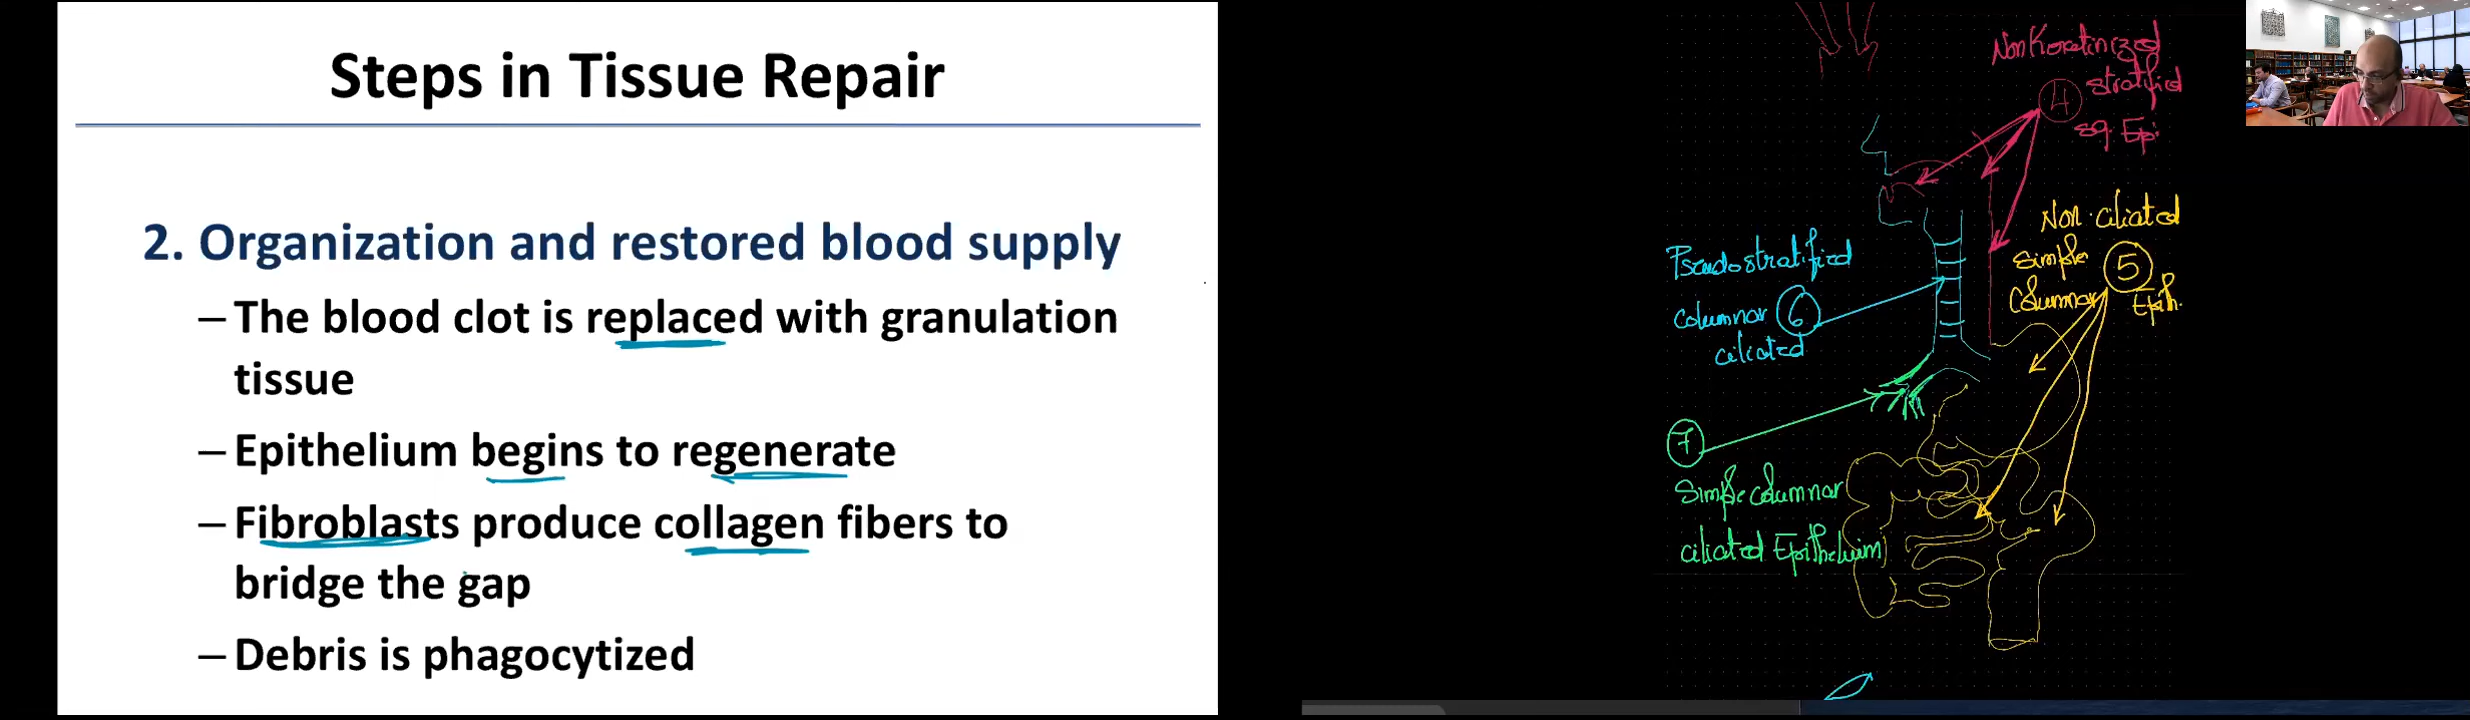 Steps in Tissue Repair
2. Organization and restored blood supply
– The blood clot is replaced with granulation
tissue
– Epithelium begins to regenerate
– Fibroblasts produce collagen fibers to
bridge the gap
– Debris is phagocytized
Non Keratinized
4 stratified
sq. Epi
Non-ciliated
Simple 5
Columnar Epith.
Pseudostratified
columnar 6
ciliated
7
Simple columnar
ciliated Epithelium